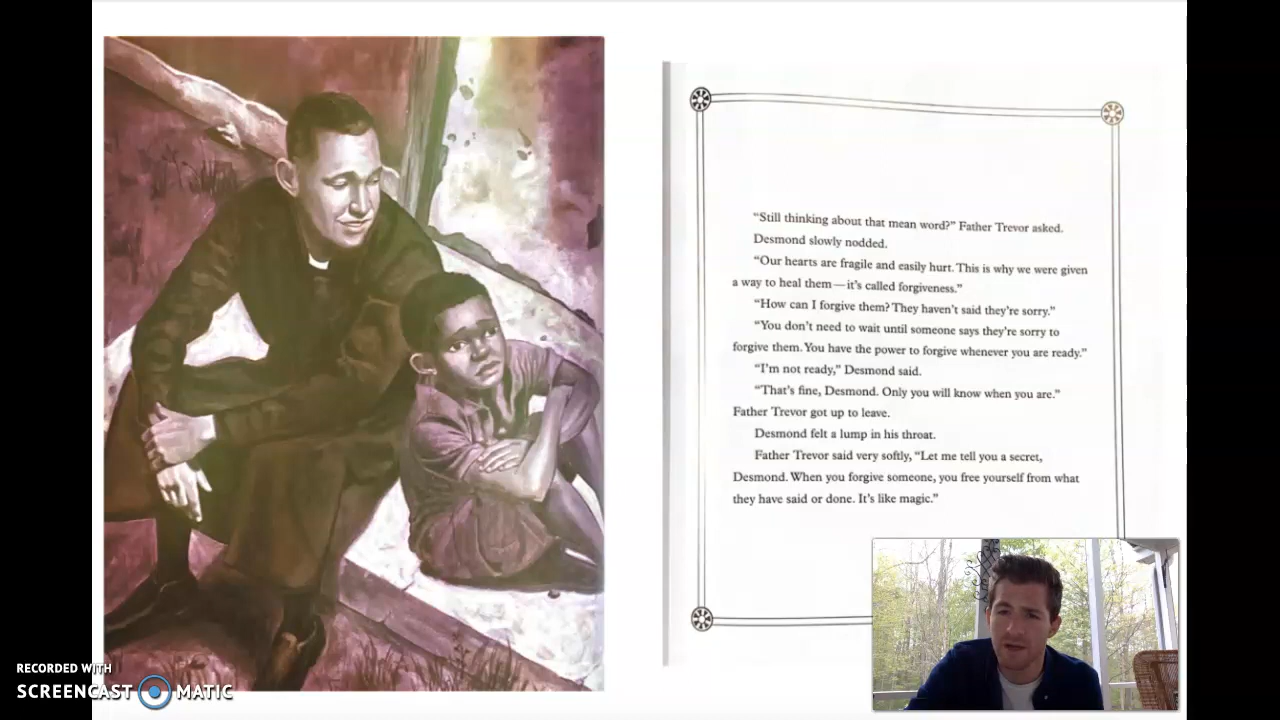 “Still thinking about that mean word?” Father Trevor asked.
Desmond slowly nodded.
“Our hearts are fragile and easily hurt. This is why we were given
a way to heal them—it’s called forgiveness.”
“How can I forgive them? They haven’t said they’re sorry.”
“You don’t need to wait until someone says they’re sorry to
forgive them. You have the power to forgive whenever you are ready.”
“I’m not ready,” Desmond said.
“That’s fine, Desmond. Only you will know when you are.”
Father Trevor got up to leave.
Desmond felt a lump in his throat.
Father Trevor said very softly, “Let me tell you a secret,
Desmond. When you forgive someone, you free yourself from what
they have said or done. It’s like magic.”
RECORDED WITH
SCREENCAST MATIC